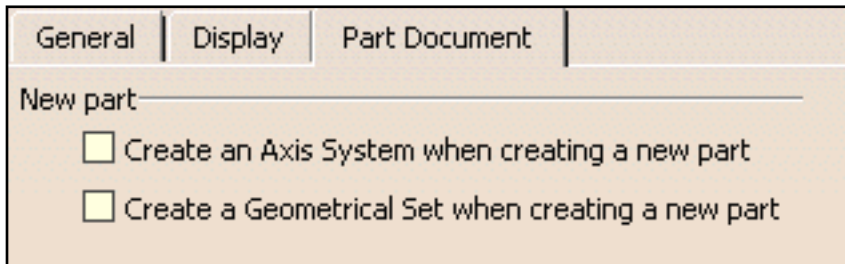 General Display Part Document
New part
Create an Axis System when creating a new part
Create a Geometrical Set when creating a new part